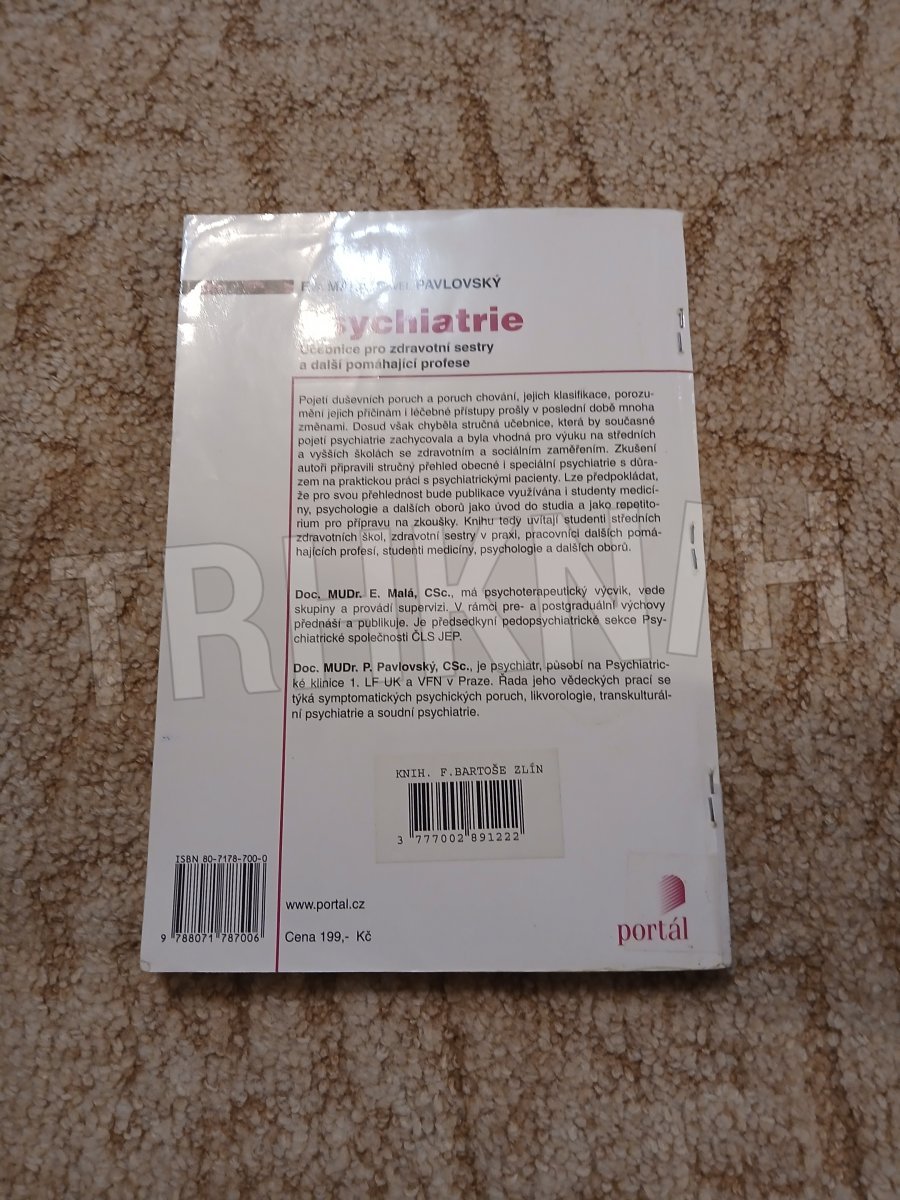 PAVLOVSKÝ
Psychiatrie
Učebnice pro zdravotní sestry
a další pomáhající profese
Pojetí duševních poruch a poruch chování, jejich klasifikace, porozu-
mění jejich příčinám i léčebné přístupy prošly v poslední době mnoha
změnami. Dosud však chyběla stručná učebnice, která by současné
pojetí psychiatrie zachycovala a byla vhodná pro výuku na středních
a vyšších školách se zdravotním a sociálním zaměřením. Zkušení
autoři připravili stručný přehled obecné i speciální psychiatrie s důra-
zem na praktickou práci s psychiatrickými pacienty. Lze předpokládat,
že pro svou přehlednost bude publikace využívána i studenty medicí-
ny, psychologie a dalších oborů jako úvod do studia a jako repetito-
rium pro přípravu na zkoušky. Knihu tedy uvítají studenti středních
zdravotních škol, zdravotní sestry v praxi, pracovníci dalších pomá-
hajících profesí, studenti medicíny, psychologie a dalších oborů.
Doc. MUDr. E. Malá, CSc., má psychoterapeutický výcvik, vede
skupiny a provádí supervizi. V rámci pre- a postgraduální výchovy
přednáší a publikuje. Je předsedkyní pedopsychiatrické sekce Psy-
chiatrické společnosti ČLS JEP.
Doc. MUDr. P. Pavlovský, CSc., je psychiatr, působí na Psychiatric-
ké klinice 1. LF UK a VFN v Praze. Řada jeho vědeckých prací se
týká symptomatických psychických poruch, likvorologie, transkulturál-
ní psychiatrie a soudní psychiatrie.
KNIH. F.BARTOŠE ZLÍN
3 777002 891222
ISBN 80-7178-700-0
9 788071 787006
www.portal.cz
Cena 199,- Kč
portál
TRHKNIH